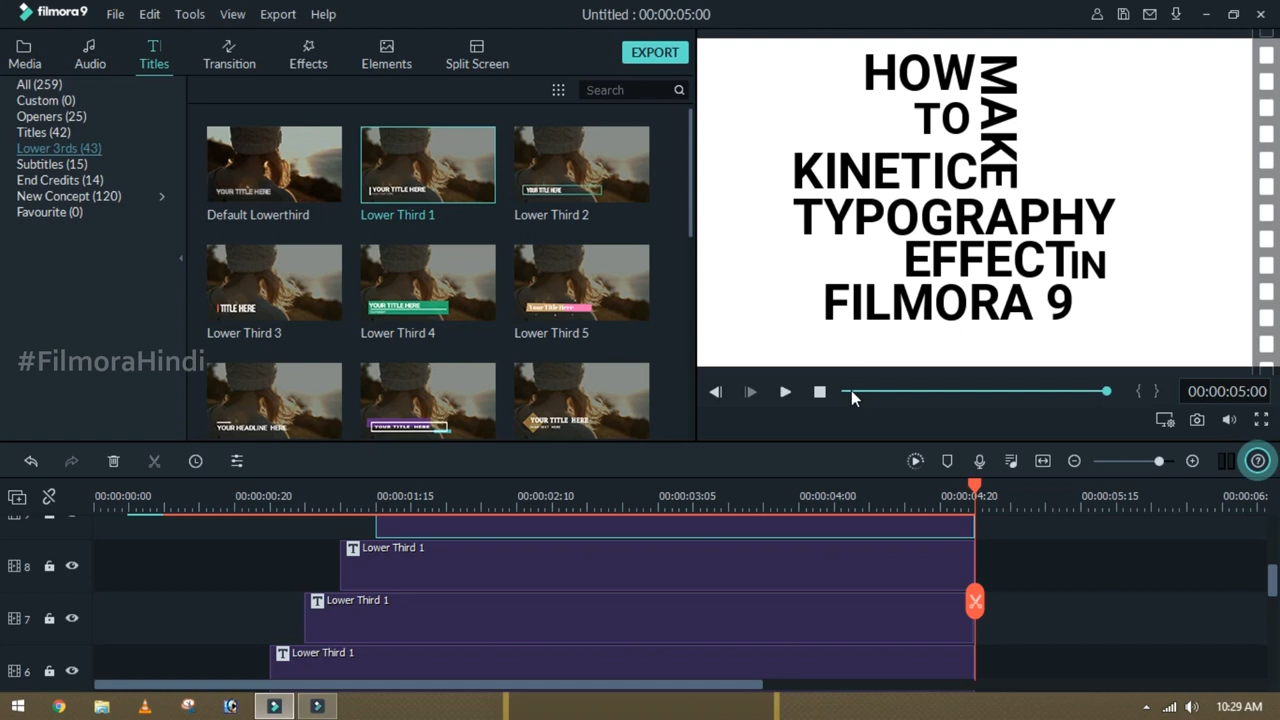 filmora9 File Edit Tools View Export Help Untitled : 00:00:05:00
Media Audio Titles Transition Effects Elements Split Screen EXPORT
All (259)
Custom (0)
Openers (25)
Titles (42)
Lower 3rds (43)
Subtitles (15)
End Credits (14)
New Concept (120)
Favourite (0)
Search
YOUR TITLE HERE YOUR TITLE HERE YOUR TITLE HERE
Default Lowerthird Lower Third 1 Lower Third 2
TITLE HERE YOUR TITLE HERE Your Title Here
Lower Third 3 Lower Third 4 Lower Third 5
YOUR HEADLINE HERE YOUR TITLE HERE YOUR TITLE HERE
#FilmoraHindi
HOW
MAKE
TO
KINETIC
TYPOGRAPHY
EFFECT IN
FILMORA 9
00:00:05:00
00:00:00:00 00:00:00:20 00:00:01:15 00:00:02:10 00:00:03:05 00:00:04:00 00:00:04:20 00:00:05:15 00:00:06:
8 Lower Third 1
7 Lower Third 1
6 Lower Third 1
10:29 AM